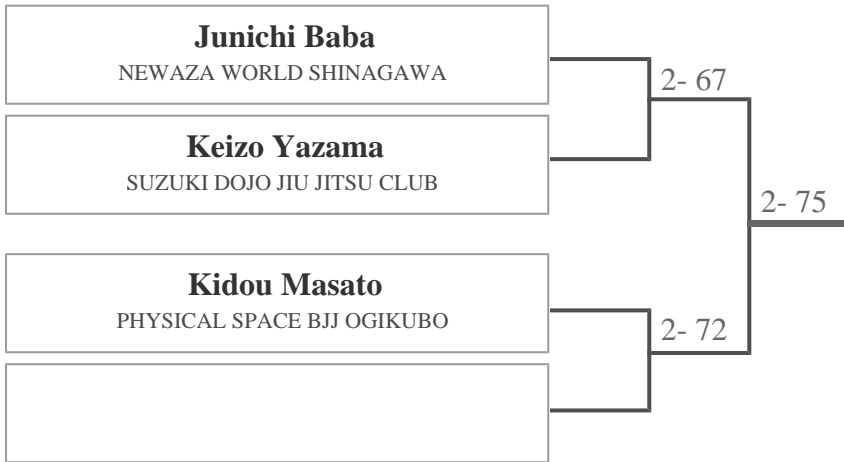 Junichi Baba
NEWAZA WORLD SHINAGAWA
2- 67
Keizo Yazama
SUZUKI DOJO JIU JITSU CLUB
2- 75
Kidou Masato
PHYSICAL SPACE BJJ OGIKUBO
2- 72